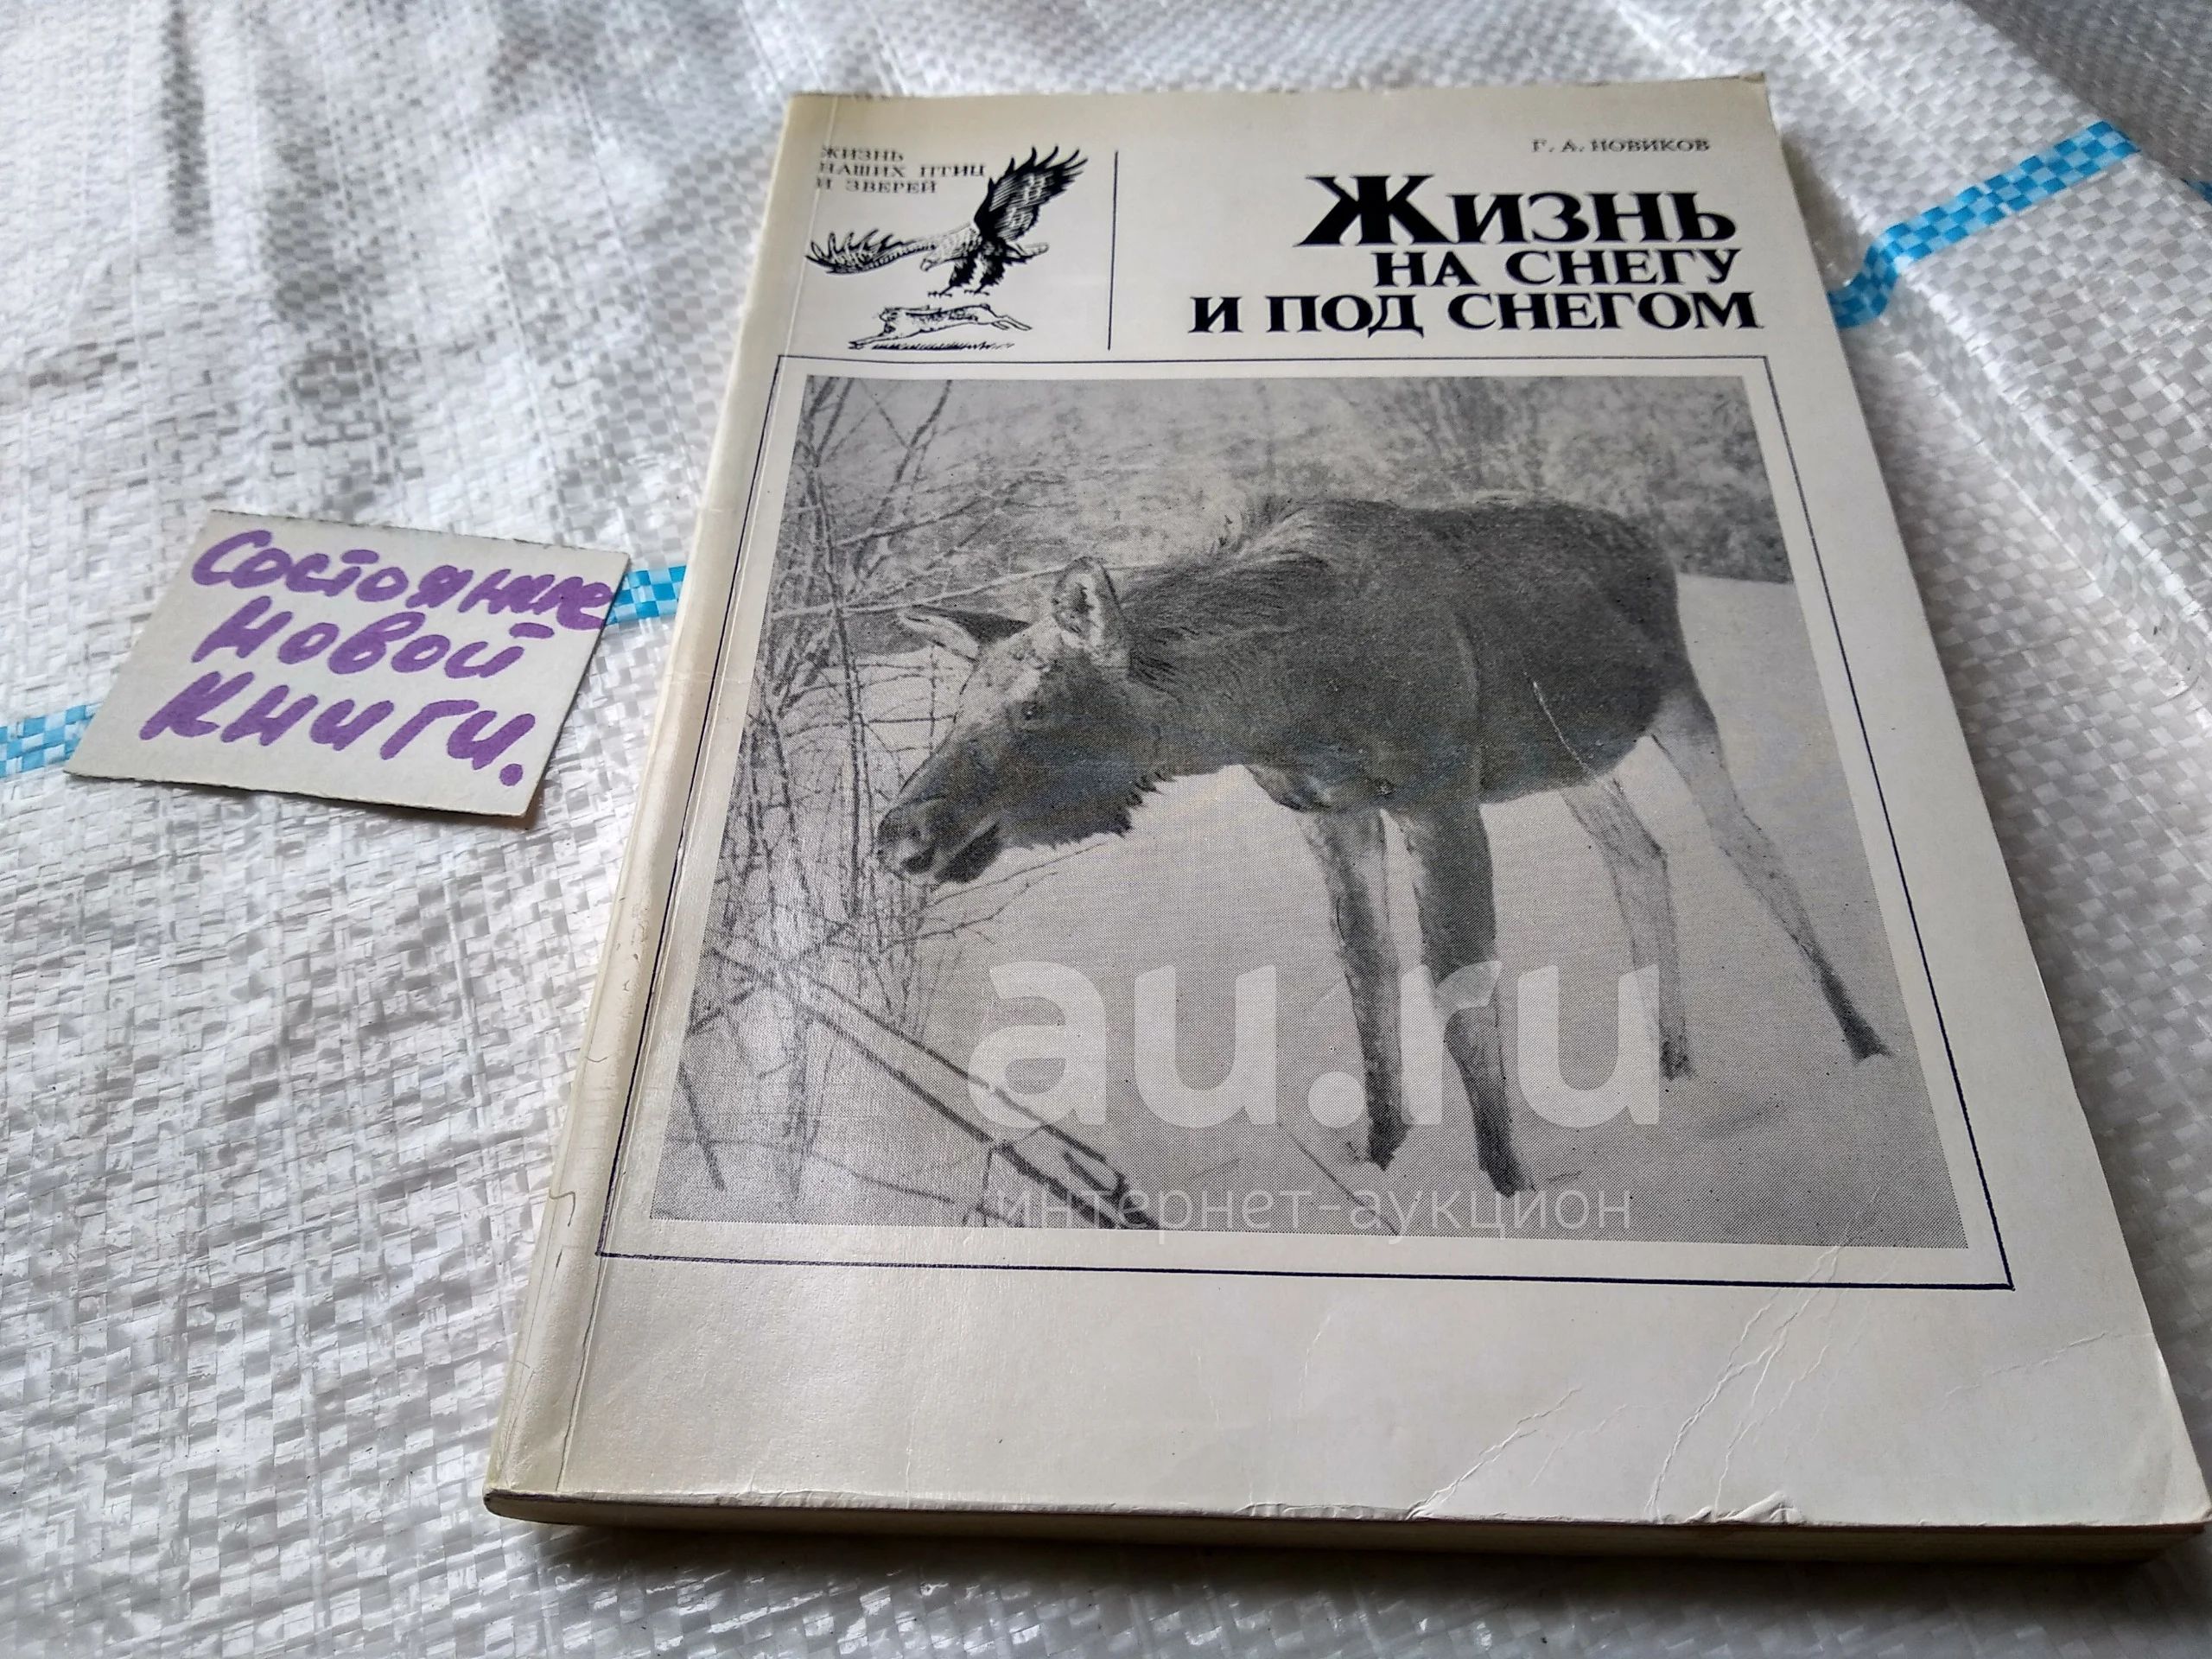 ЖИЗНЬ
НАШИХ ПТИЦ
И ЗВЕРЕЙ
Г. А. НОВИКОВ
Жизнь
на снегу
и под снегом
Состояние
новой
книги.
au.ru
интернет-аукцион